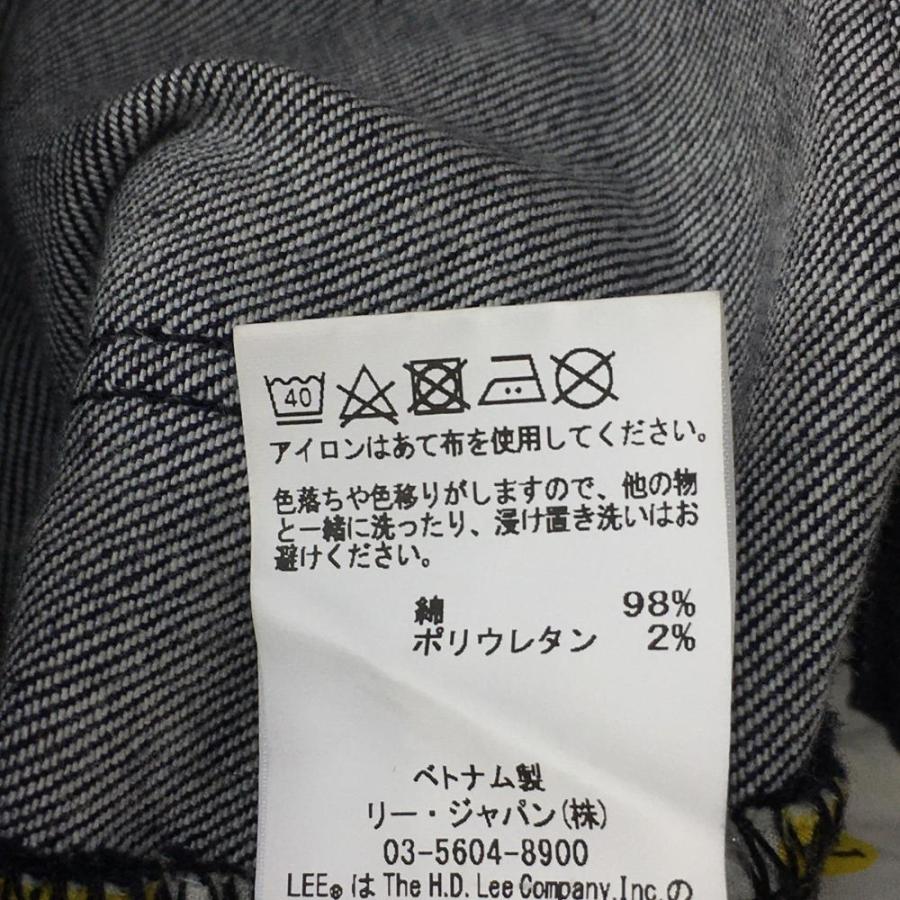 40
アイロンはあて布を使用してください。
色落ちや色移りがしますので、他の物
と一緒に洗ったり、浸け置き洗いはお
避けください。
綿 98%
ポリウレタン 2%
ベトナム製
リー・ジャパン(株)
03-5604-8900
LEE® は The H.D. Lee Company,Inc.の